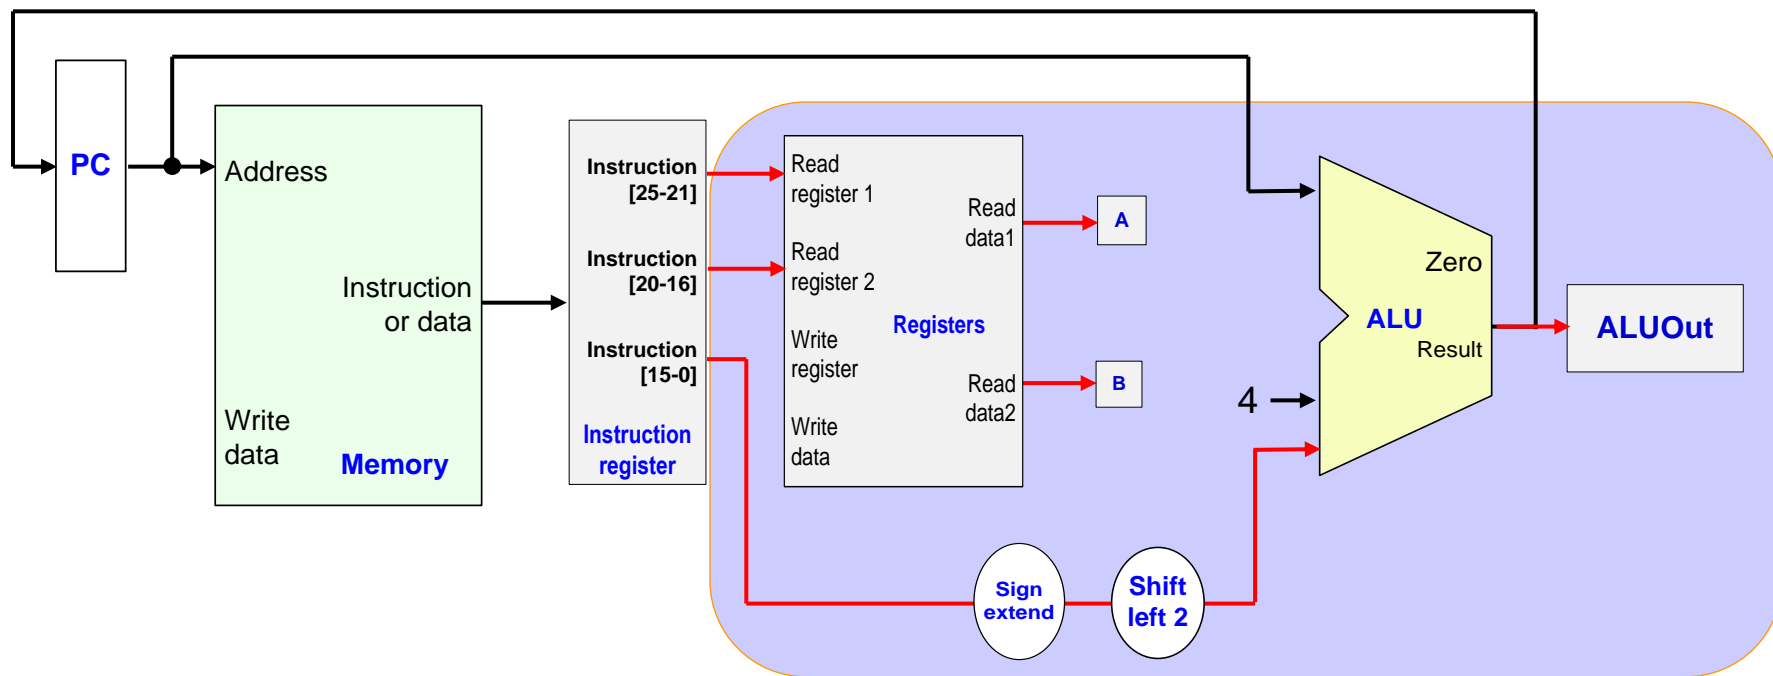 PC
Address
Instruction
or data
Write
data
Memory
Instruction
[25-21]
Instruction
[20-16]
Instruction
[15-0]
Instruction
register
Read
register 1
Read
register 2
Write
register
Write
data
Registers
Read
data1
Read
data2
A
B
Sign
extend
Shift
left 2
4
Zero
ALU
Result
ALUOut